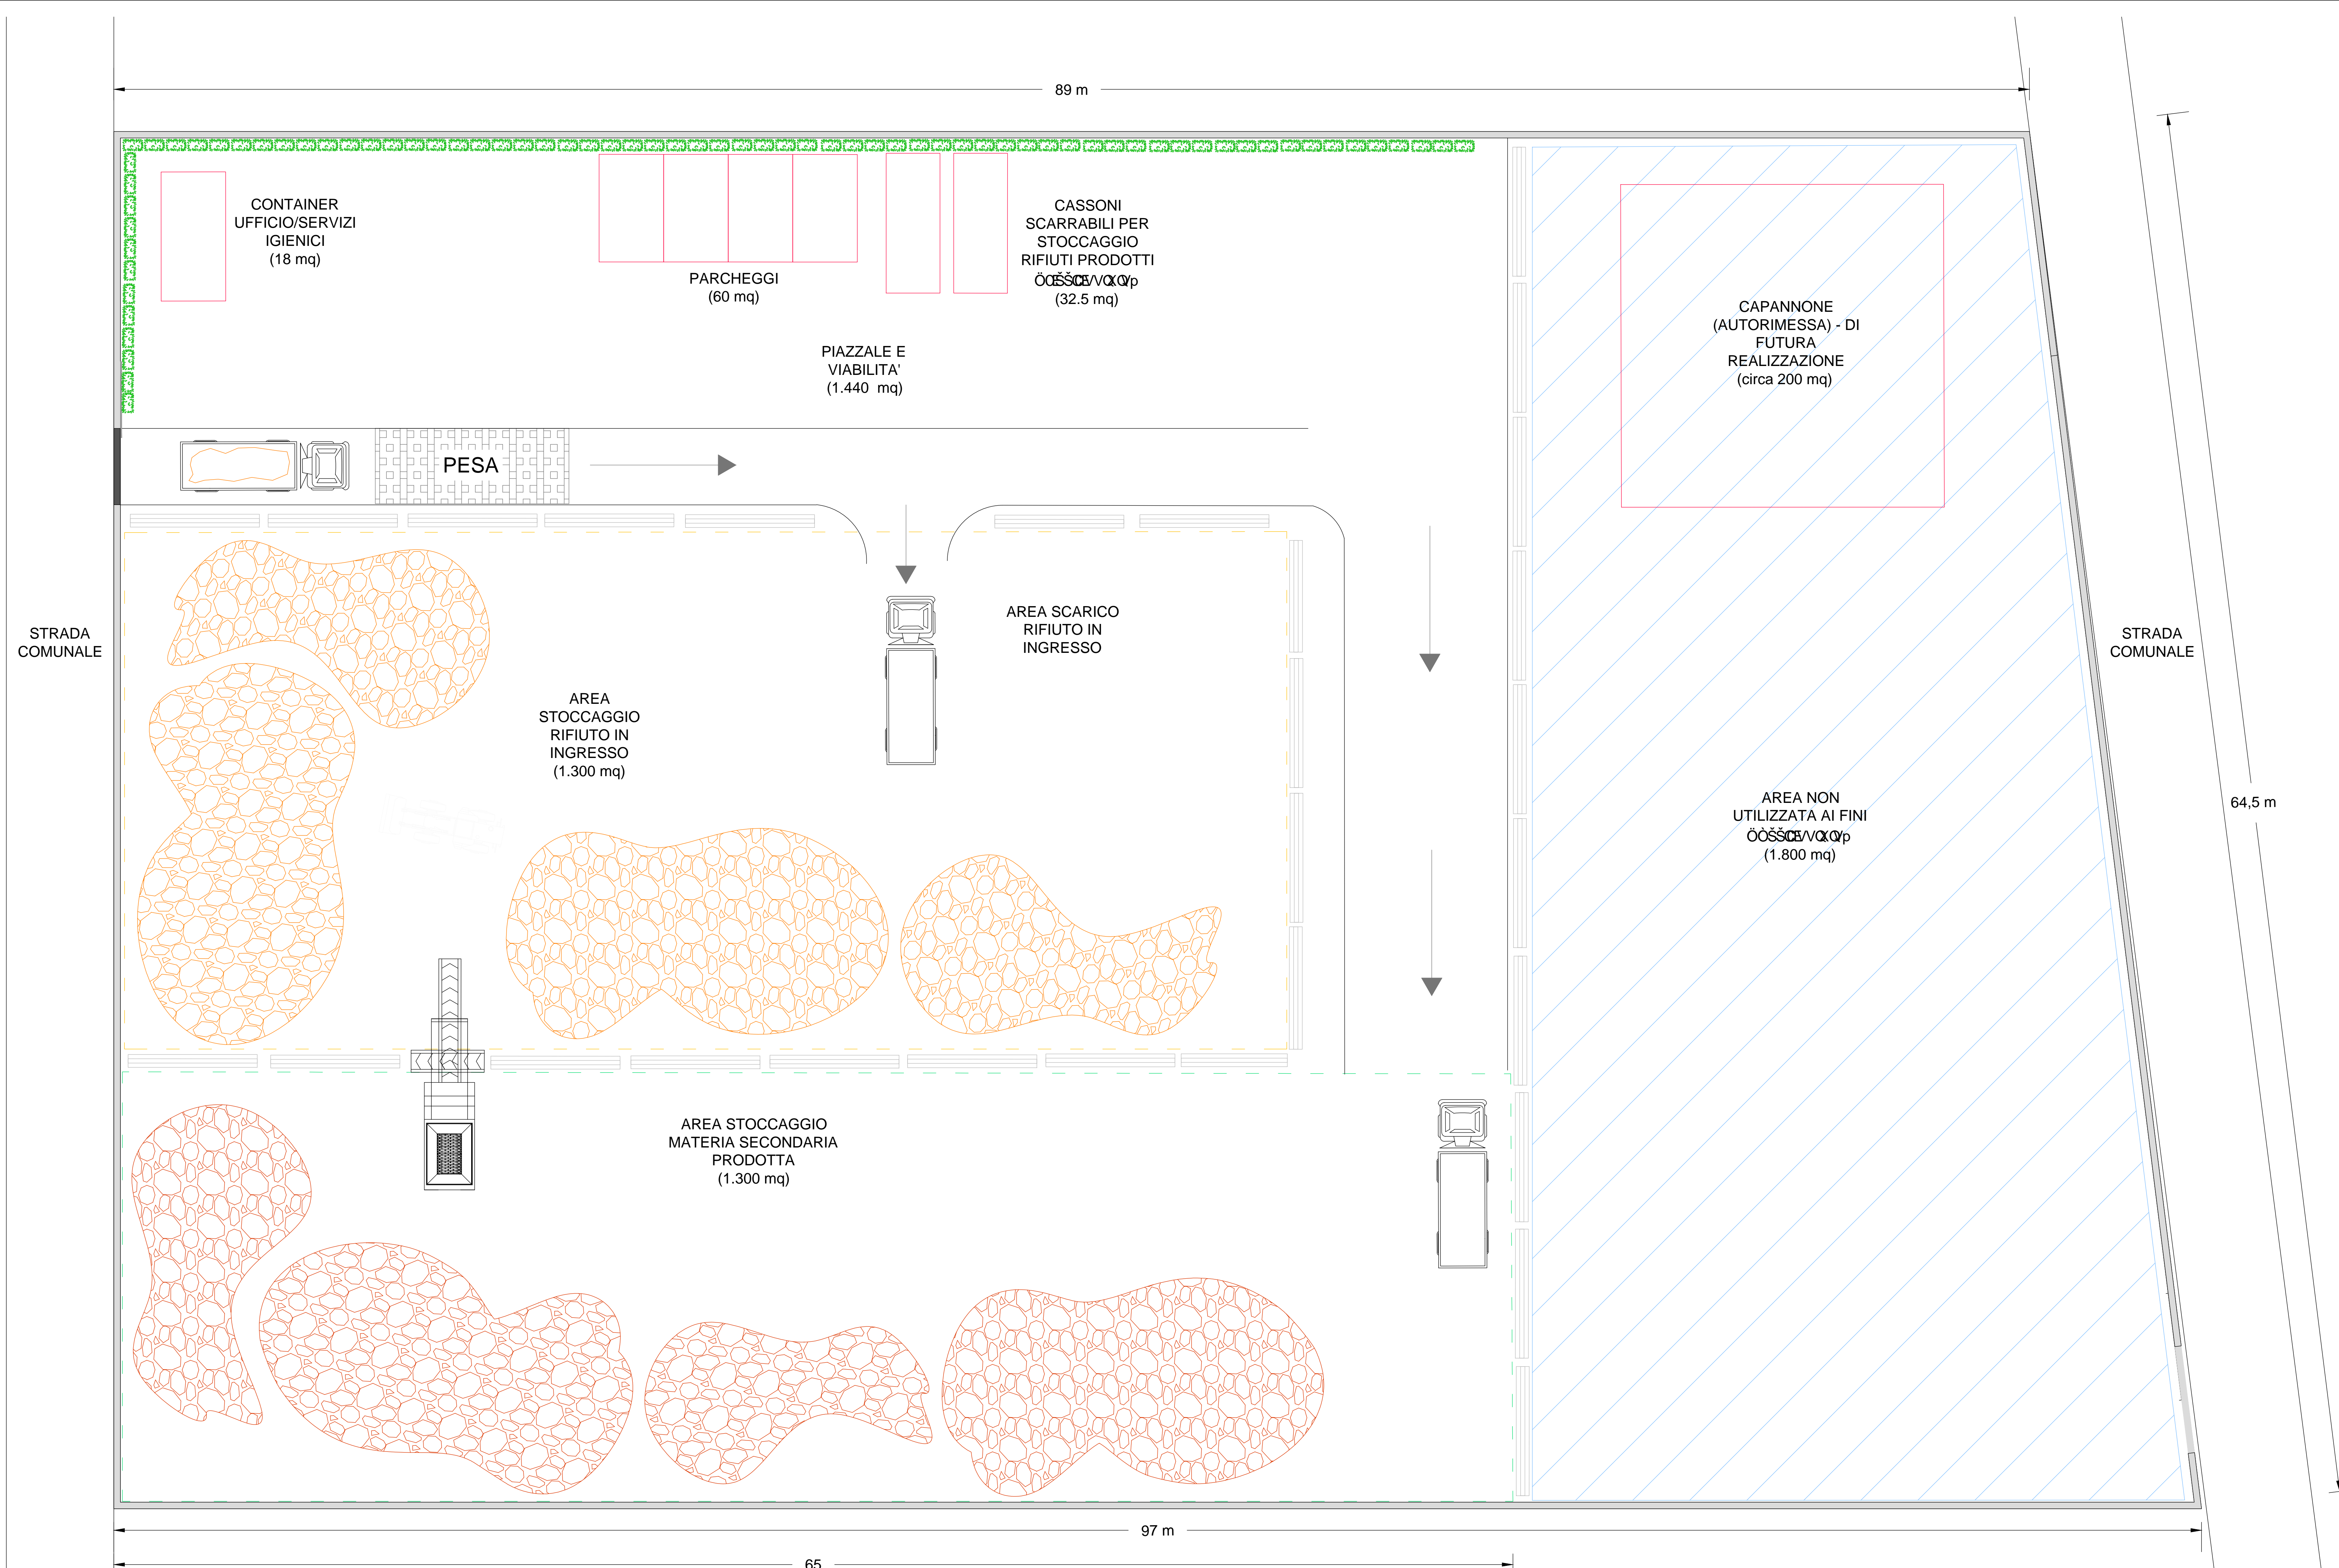 89 m
CONTAINER
UFFICIO/SERVIZI
IGIENICI
(18 mq)
PARCHEGGI
(60 mq)
CASSONI
SCARRABILI PER
STOCCAGGIO
RIFIUTI PRODOTTI
(32.5 mq)
PIAZZALE E
VIABILITA'
(1.440 mq)
CAPANNONE
(AUTORIMESSA) - DI
FUTURA
REALIZZAZIONE
(circa 200 mq)
PESA
STRADA
COMUNALE
AREA SCARICO
RIFIUTO IN
INGRESSO
AREA
STOCCAGGIO
RIFIUTO IN
INGRESSO
(1.300 mq)
STRADA
COMUNALE
64,5 m
AREA NON
UTILIZZATA AI FINI
(1.800 mq)
AREA STOCCAGGIO
MATERIA SECONDARIA
PRODOTTA
(1.300 mq)
97 m
65